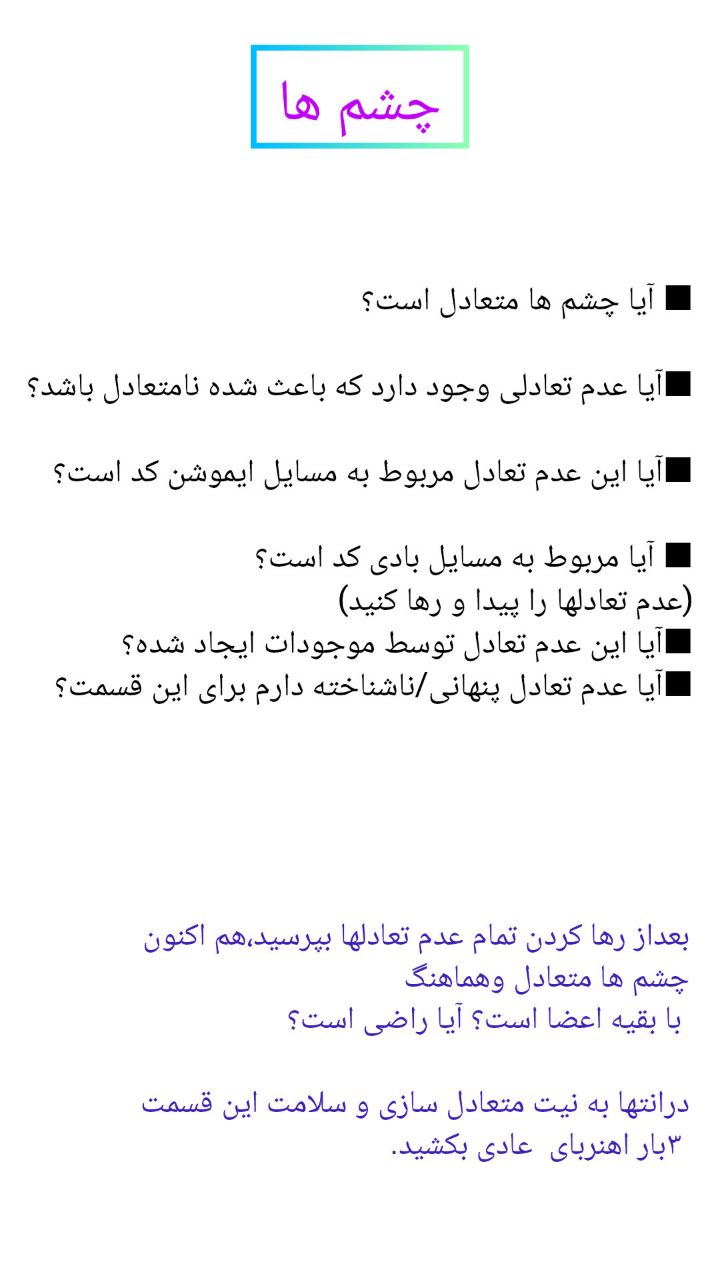 چشم ها
■ آیا چشم ها متعادل است؟
■آیا عدم تعادلی وجود دارد که باعث شده نامتعادل باشد؟
■آیا این عدم تعادل مربوط به مسایل ایموشن کد است؟
■ آیا مربوط به مسایل بادی کد است؟
(عدم تعادلها را پیدا و رها کنید)
■آیا این عدم تعادل توسط موجودات ایجاد شده؟
■آیا عدم تعادل پنهانی/ناشناخته دارم برای این قسمت؟
بعداز رها کردن تمام عدم تعادلها بپرسید،هم اکنون
چشم ها متعادل وهماهنگ
با بقیه اعضا است؟ آیا راضی است؟
درانتها به نیت متعادل سازی و سلامت این قسمت
۳بار اهنربای  عادی بکشید.